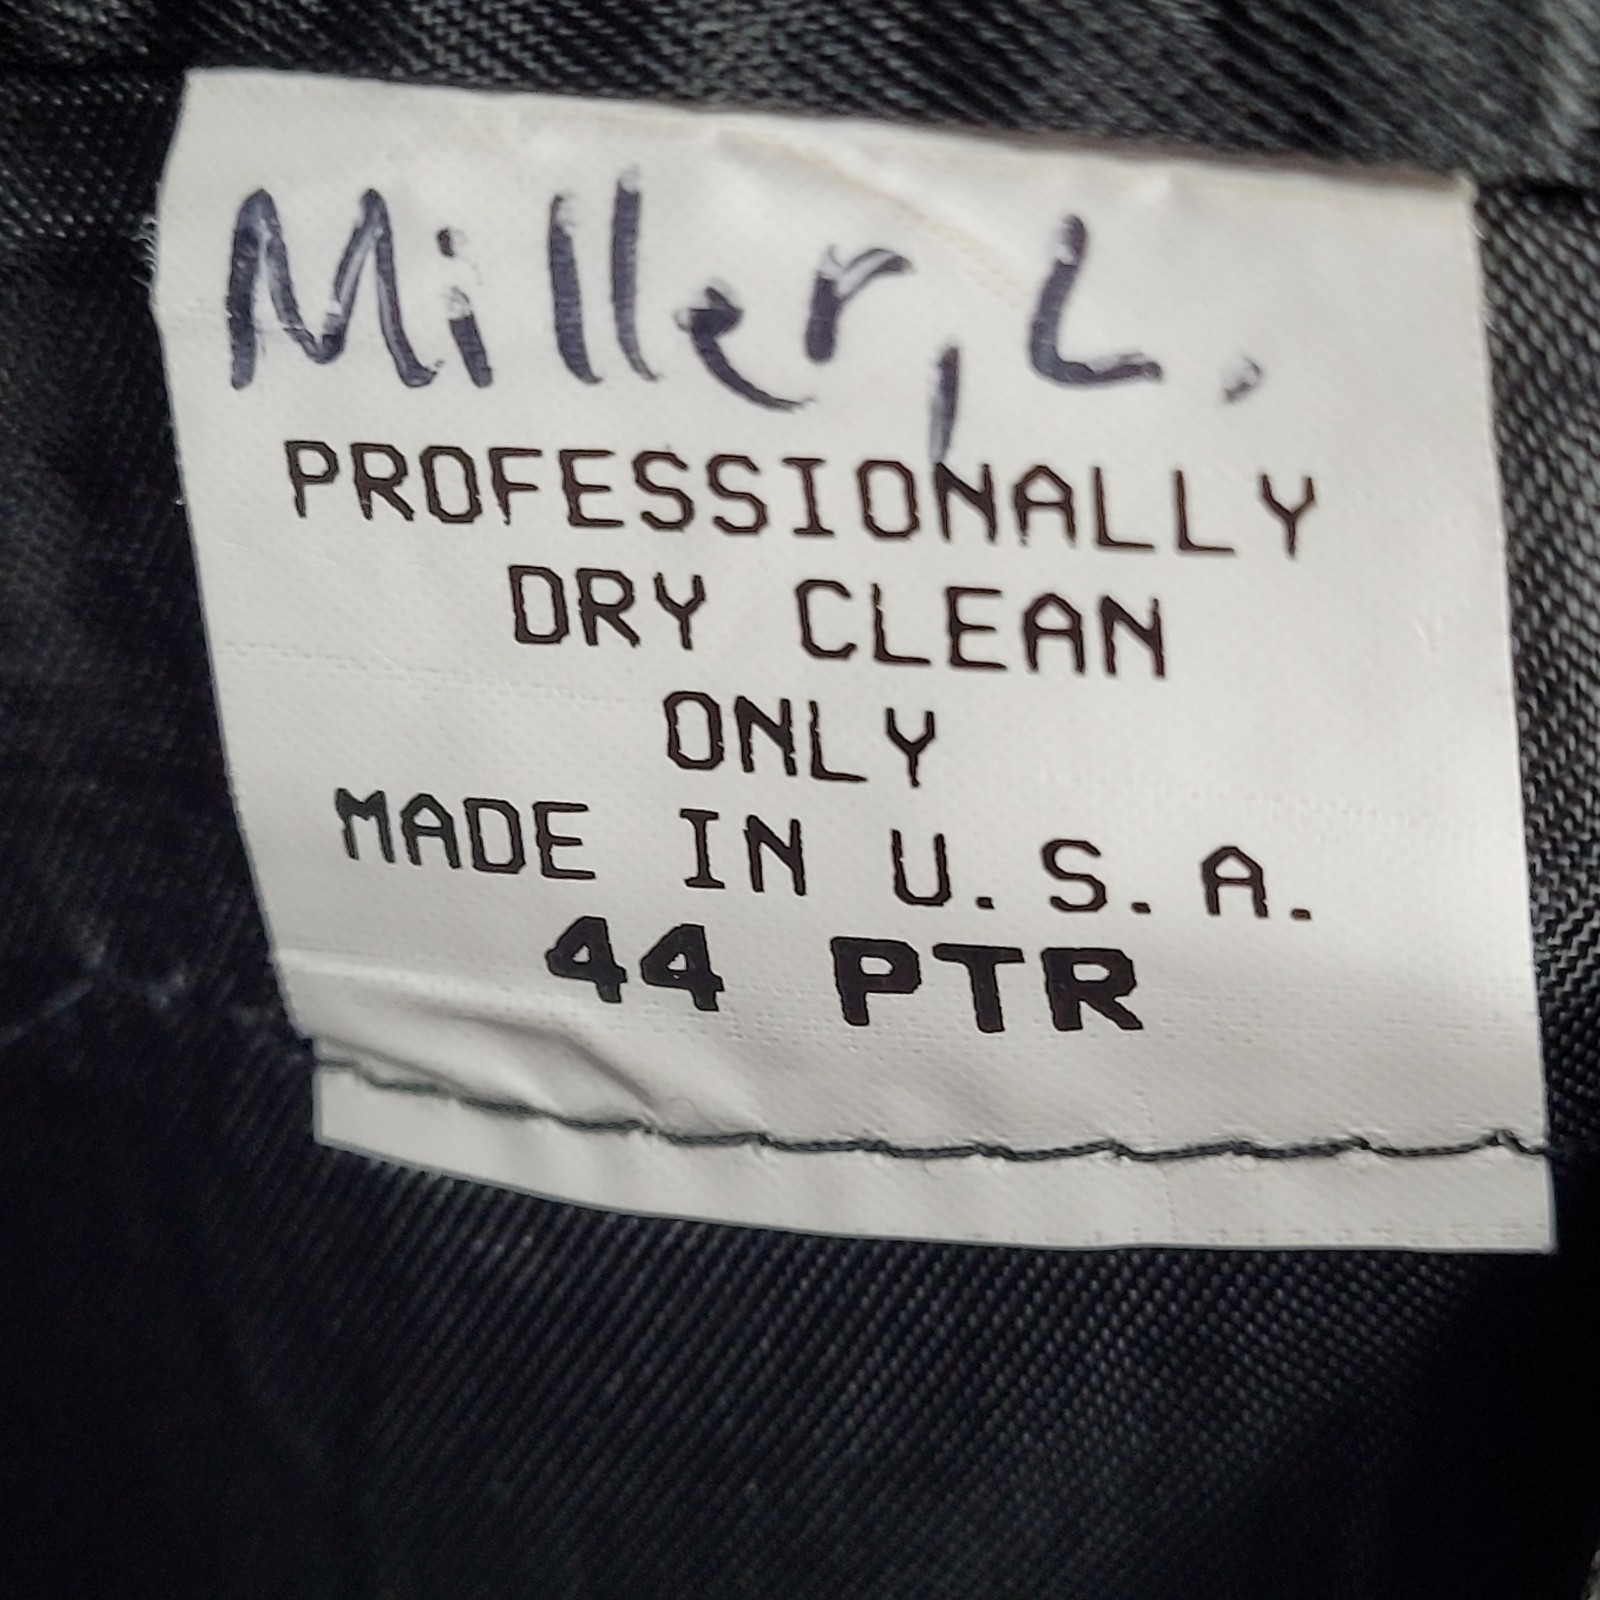 Miller, L.
PROFESSIONALLY
DRY CLEAN
ONLY
MADE IN U.S.A.
44 PTR